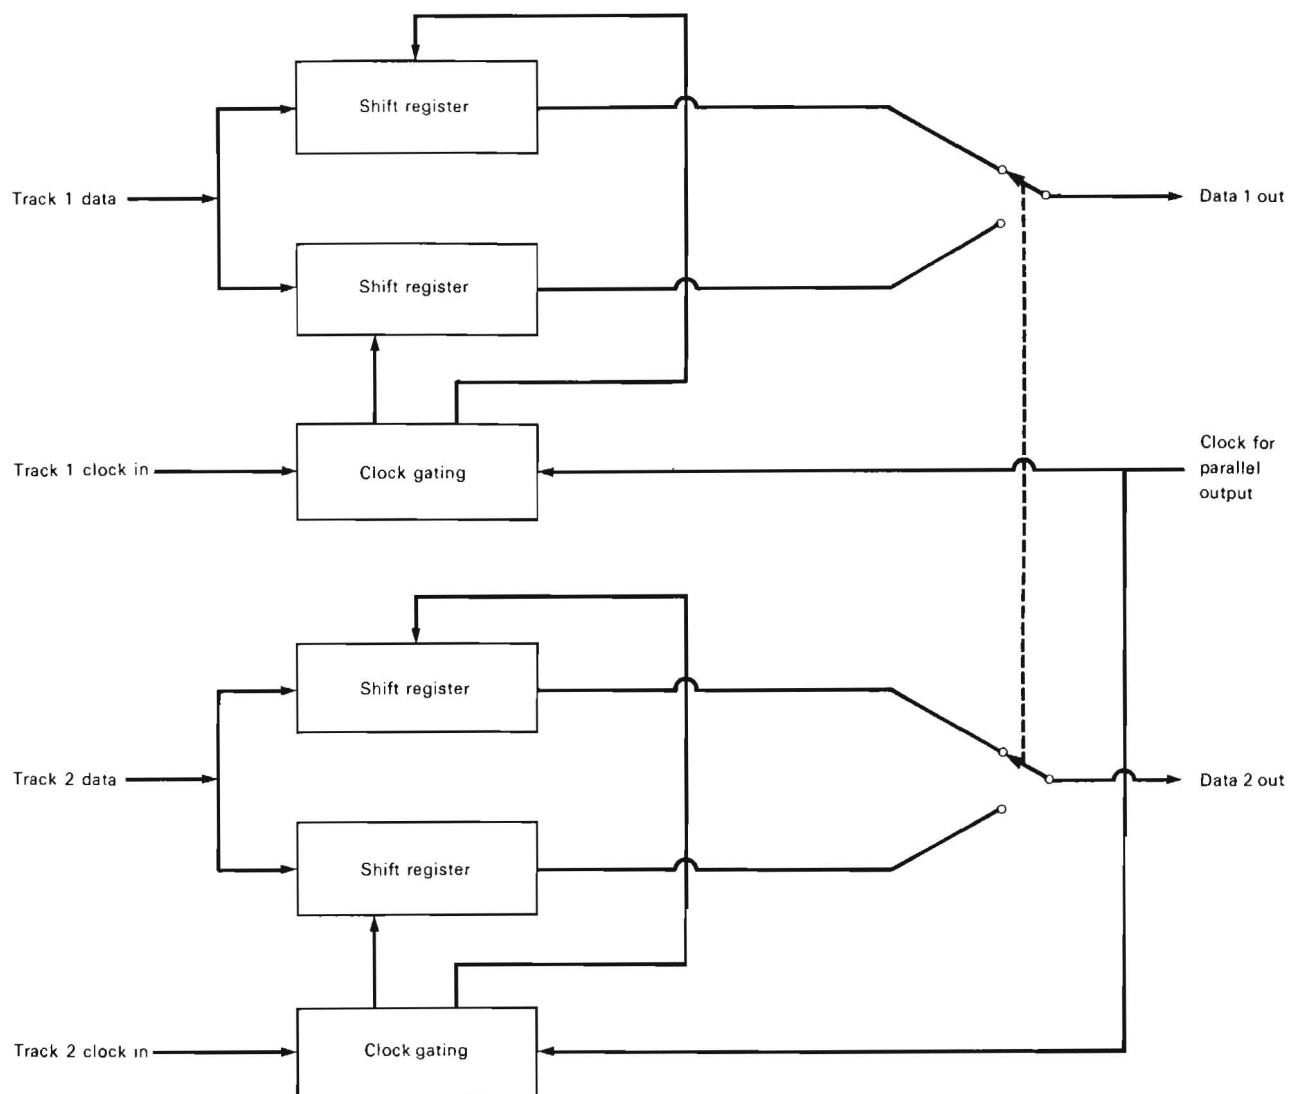 Shift register
Track 1 data
Data 1 out
Shift register
Track 1 clock in
Clock gating
Clock for
parallel
output
Shift register
Track 2 data
Data 2 out
Shift register
Track 2 clock in
Clock gating